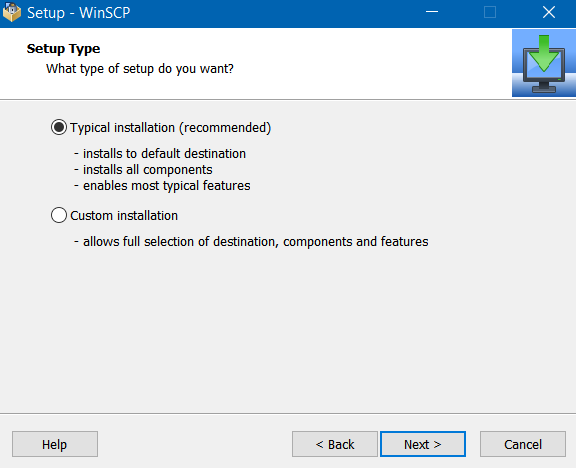 Setup - WinSCP
Setup Type
What type of setup do you want?
Typical installation (recommended)
- installs to default destination
- installs all components
- enables most typical features
Custom installation
- allows full selection of destination, components and features
Help
< Back
Next >
Cancel